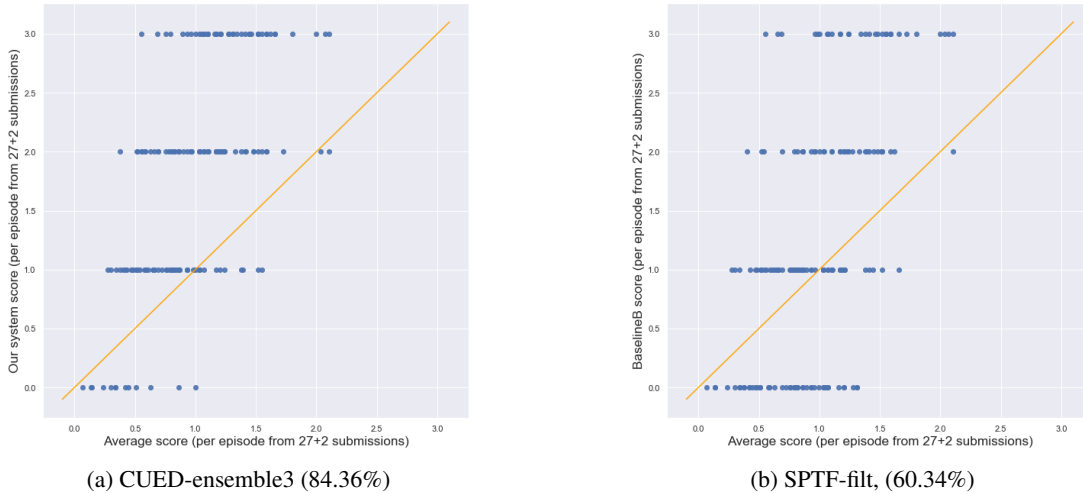 3.0
2.5
2.0
1.5
1.0
0.5
0.0
Our system score (per episode from 27+2 submissions)
0.0 0.5 1.0 1.5 2.0 2.5 3.0
Average score (per episode from 27+2 submissions)
(a) CUED-ensemble3 (84.36%)
3.0
2.5
2.0
1.5
1.0
0.5
0.0
BaselineB score (per episode from 27+2 submissions)
0.0 0.5 1.0 1.5 2.0 2.5 3.0
Average score (per episode from 27+2 submissions)
(b) SPTF-filt, (60.34%)